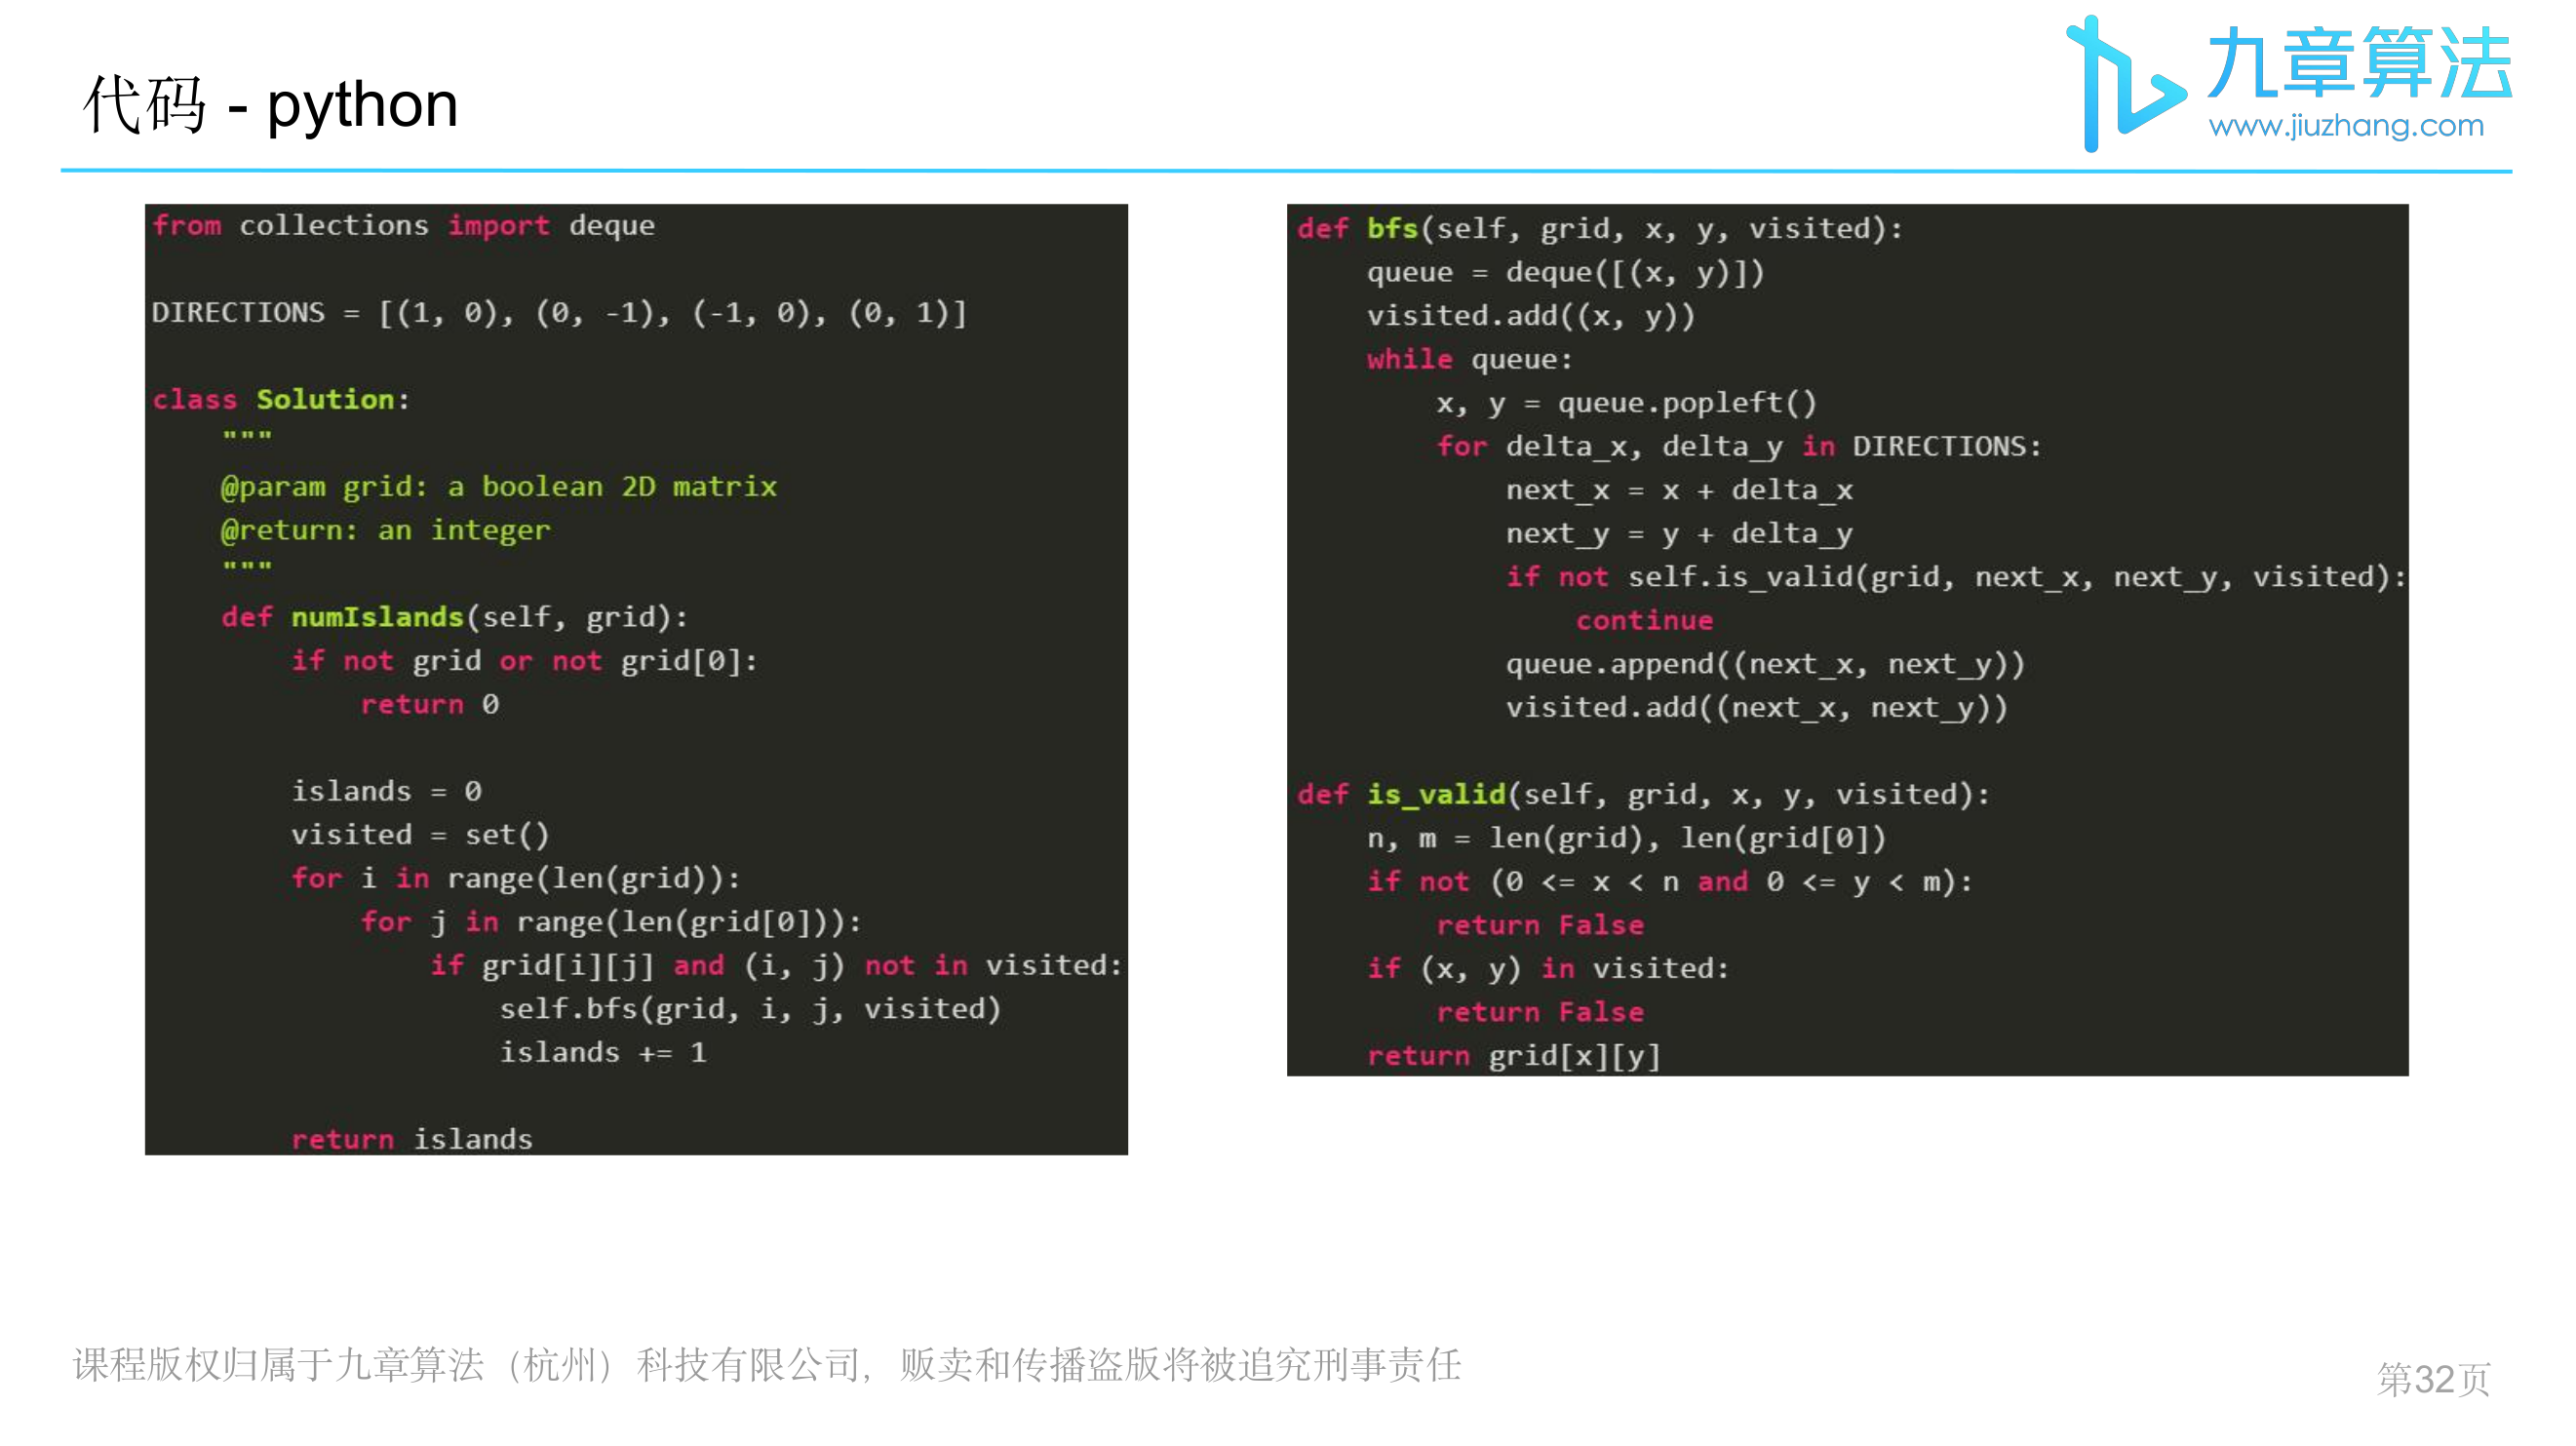 代码 - python
九章算法
www.jiuzhang.com
from collections import deque
DIRECTIONS = [(1, 0), (0, -1), (-1, 0), (0, 1)]
class Solution:
    """
    @param grid: a boolean 2D matrix
    @return: an integer
    """
    def numIslands(self, grid):
        if not grid or not grid[0]:
            return 0
        islands = 0
        visited = set()
        for i in range(len(grid)):
            for j in range(len(grid[0])):
                if grid[i][j] and (i, j) not in visited:
                    self.bfs(grid, i, j, visited)
                    islands += 1
        return islands
def bfs(self, grid, x, y, visited):
    queue = deque([(x, y)])
    visited.add((x, y))
    while queue:
        x, y = queue.popleft()
        for delta_x, delta_y in DIRECTIONS:
            next_x = x + delta_x
            next_y = y + delta_y
            if not self.is_valid(grid, next_x, next_y, visited):
                continue
            queue.append((next_x, next_y))
            visited.add((next_x, next_y))
def is_valid(self, grid, x, y, visited):
    n, m = len(grid), len(grid[0])
    if not (0 <= x < n and 0 <= y < m):
        return False
    if (x, y) in visited:
        return False
    return grid[x][y]
课程版权归属于九章算法（杭州）科技有限公司，贩卖和传播盗版将被追究刑事责任
第32页